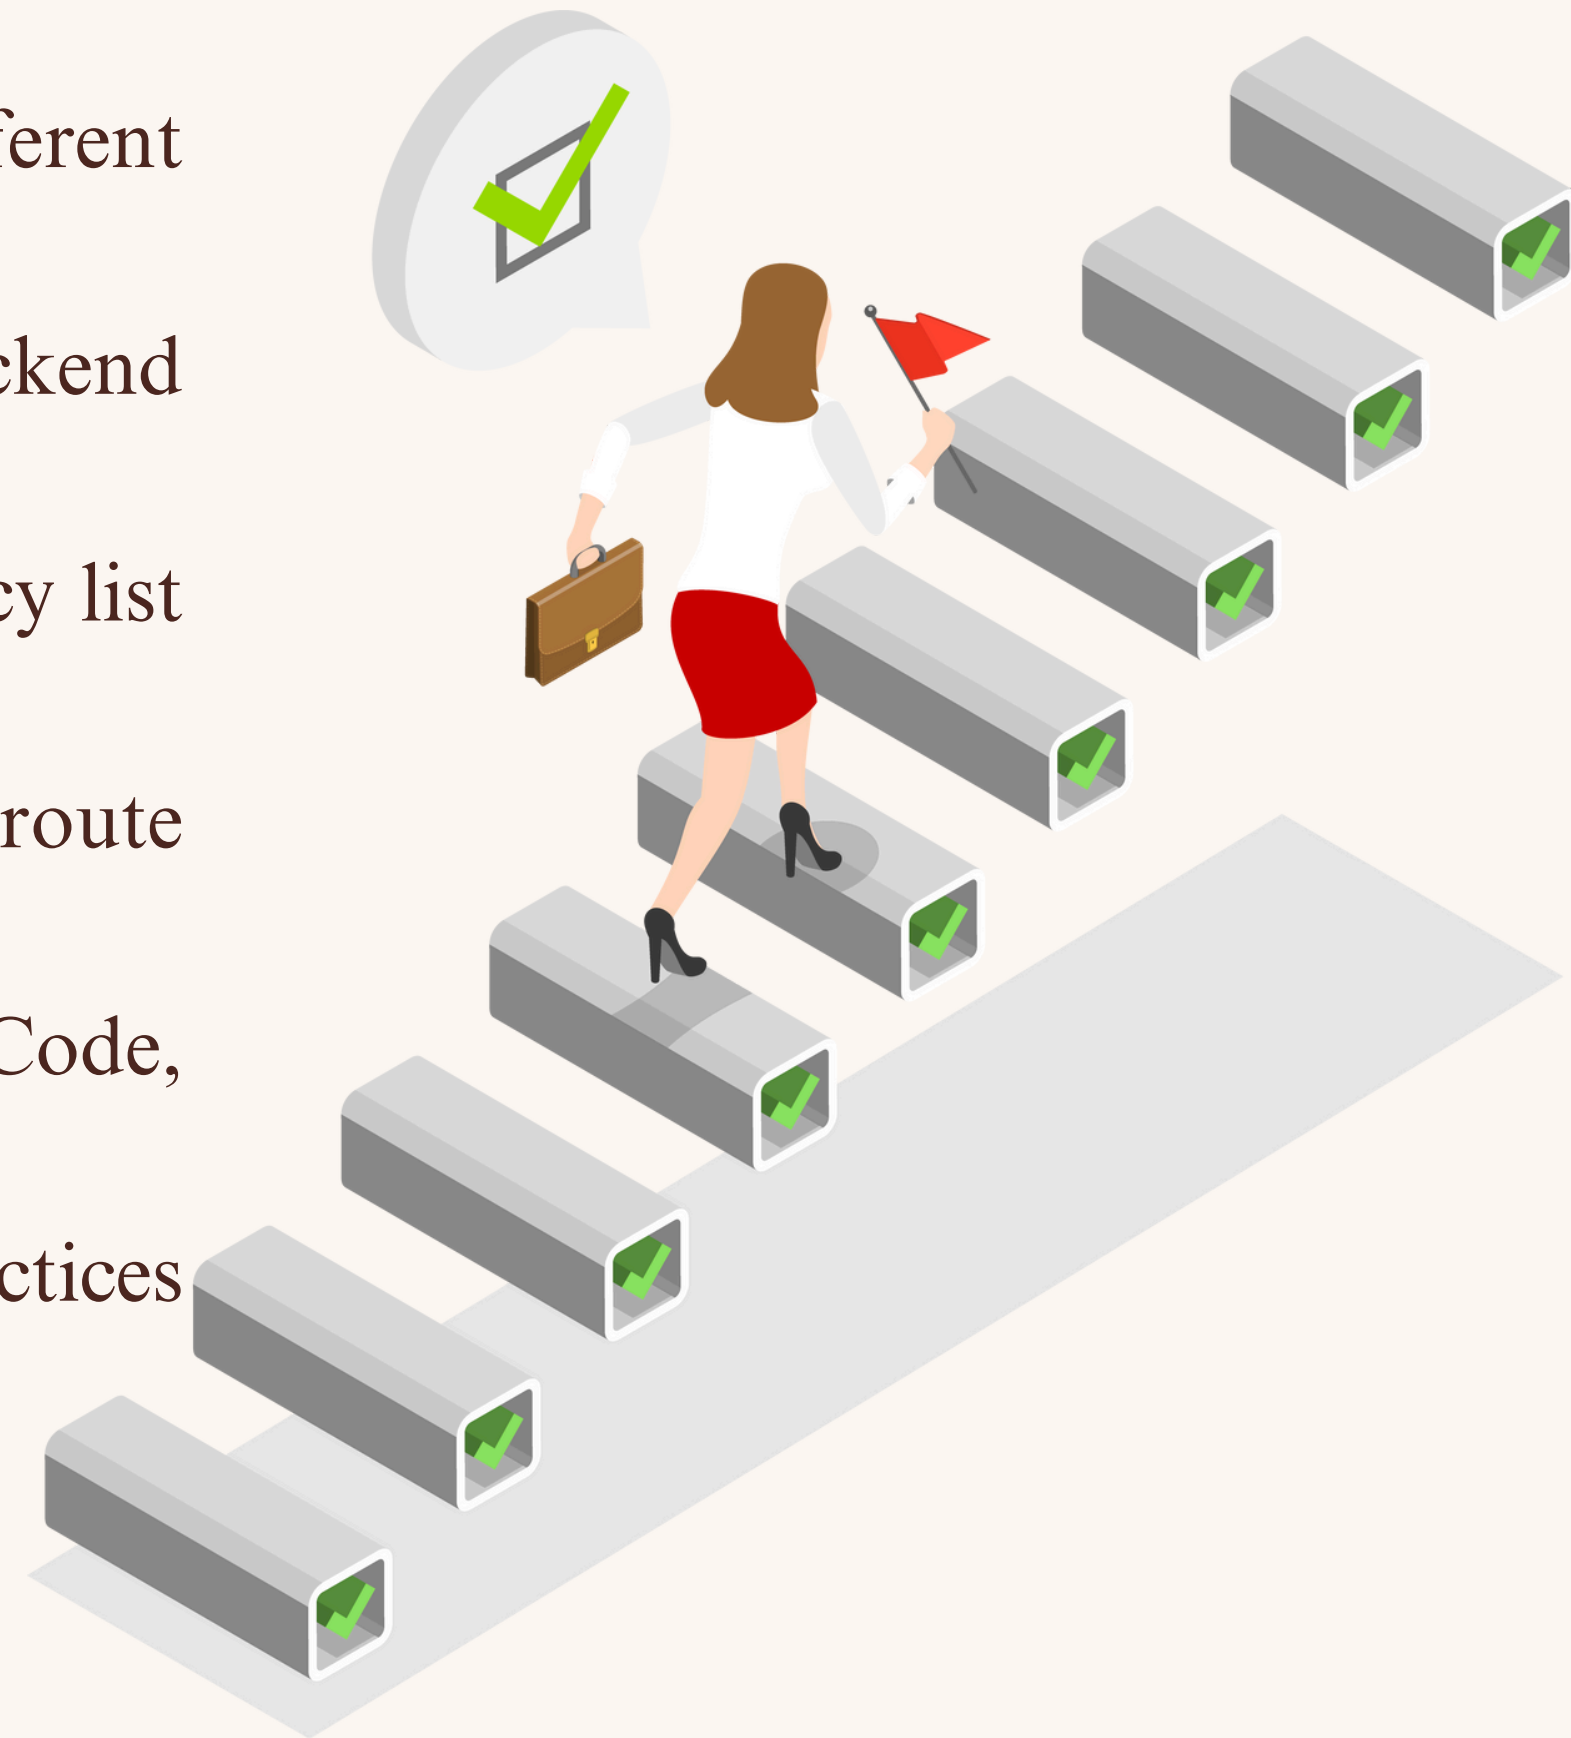 ferent
ckend
cy list
route
Code,
ctices